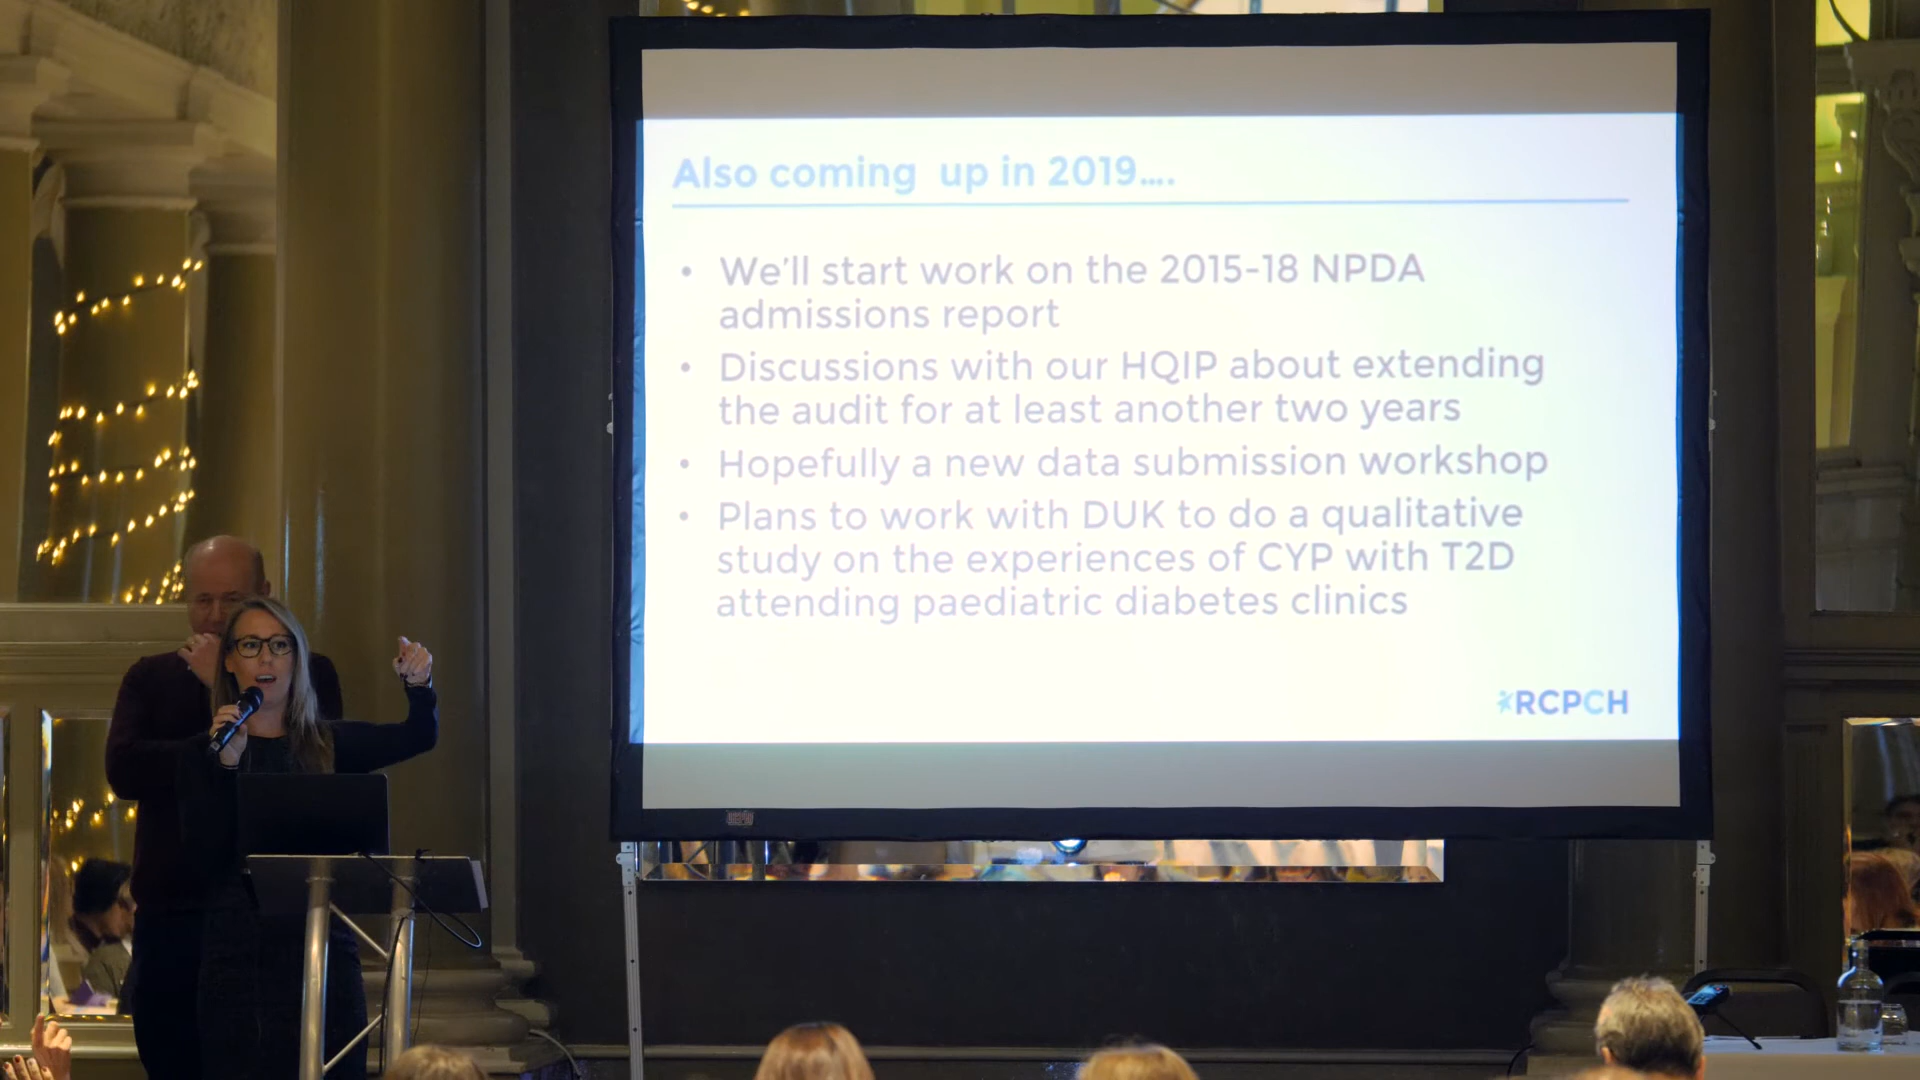 Also coming up in 2019....
• We'll start work on the 2015-18 NPDA
admissions report
• Discussions with our HQIP about extending
the audit for at least another two years
• Hopefully a new data submission workshop
• Plans to work with DUK to do a qualitative
study on the experiences of CYP with T2D
attending paediatric diabetes clinics
RCPCH